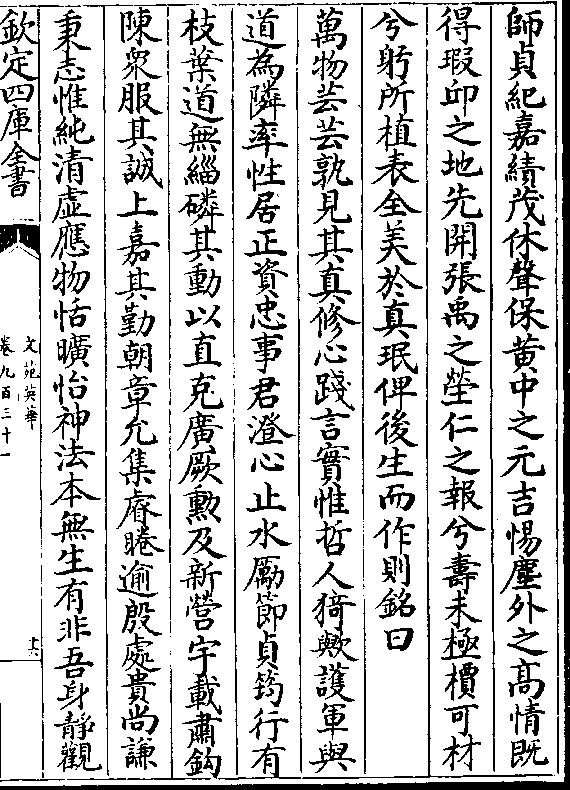 師貞紀嘉績茂休聲保黄中之元吉惕塵外之髙情既
得瑕丘之地先開張禹之塋仁之報兮壽未極檟可材
兮躬所植表全美於真珉俾後生而作則銘曰
萬物芸芸孰見其真修心踐言實惟哲人猗歟護軍與
道為隣率性居正資忠事君澄心止水勵節貞筠行有
枝葉道無緇磷其動以直克廣厥勲及新營宇載肅鈎
陳衆服其誠上嘉其勤朝章允集睿睠逾殷處貴尚謙
秉志惟純清虛應物恬曠怡神法本無生有非吾身靜觀
欽定四庫全書
文苑英華
卷九百三十一